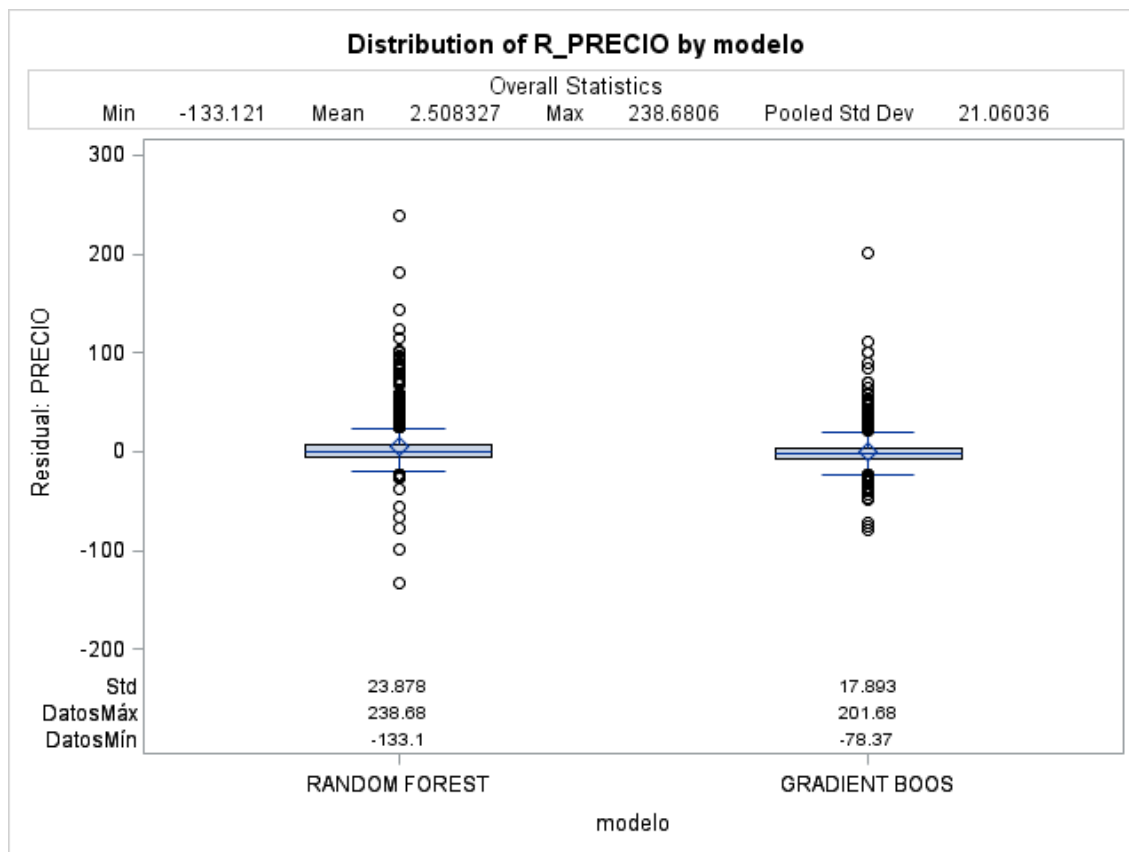 Distribution of R_PRECIO by modelo
Overall Statistics
Min -133.121 Mean 2.508327 Max 238.6806 Pooled Std Dev 21.06036
300
200
100
0
-100
-200
Residual: PRECIO
Std 23.878 17.893
DatosMáx 238.68 201.68
DatosMín -133.1 -78.37
RANDOM FOREST GRADIENT BOOS
modelo